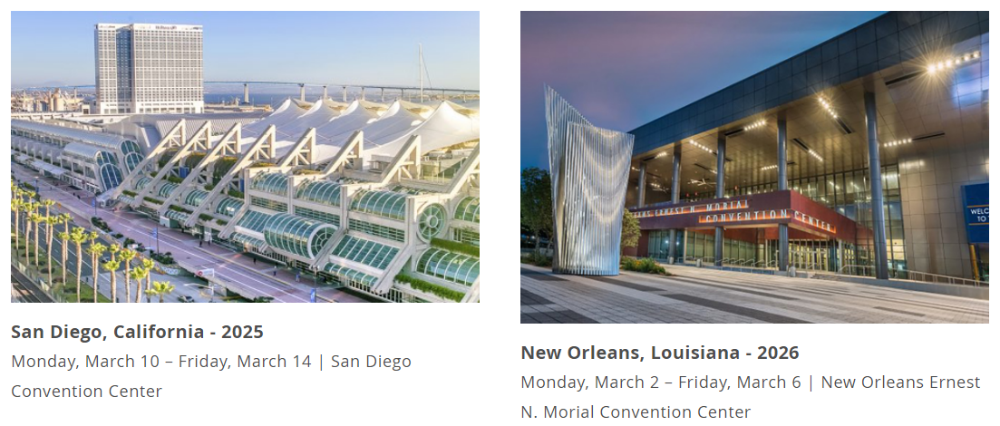 San Diego, California - 2025
Monday, March 10 – Friday, March 14 | San Diego
Convention Center
ERNEST N. MORIAL
CONVENTION CENTER
WELC
TO
New Orleans, Louisiana - 2026
Monday, March 2 – Friday, March 6 | New Orleans Ernest
N. Morial Convention Center